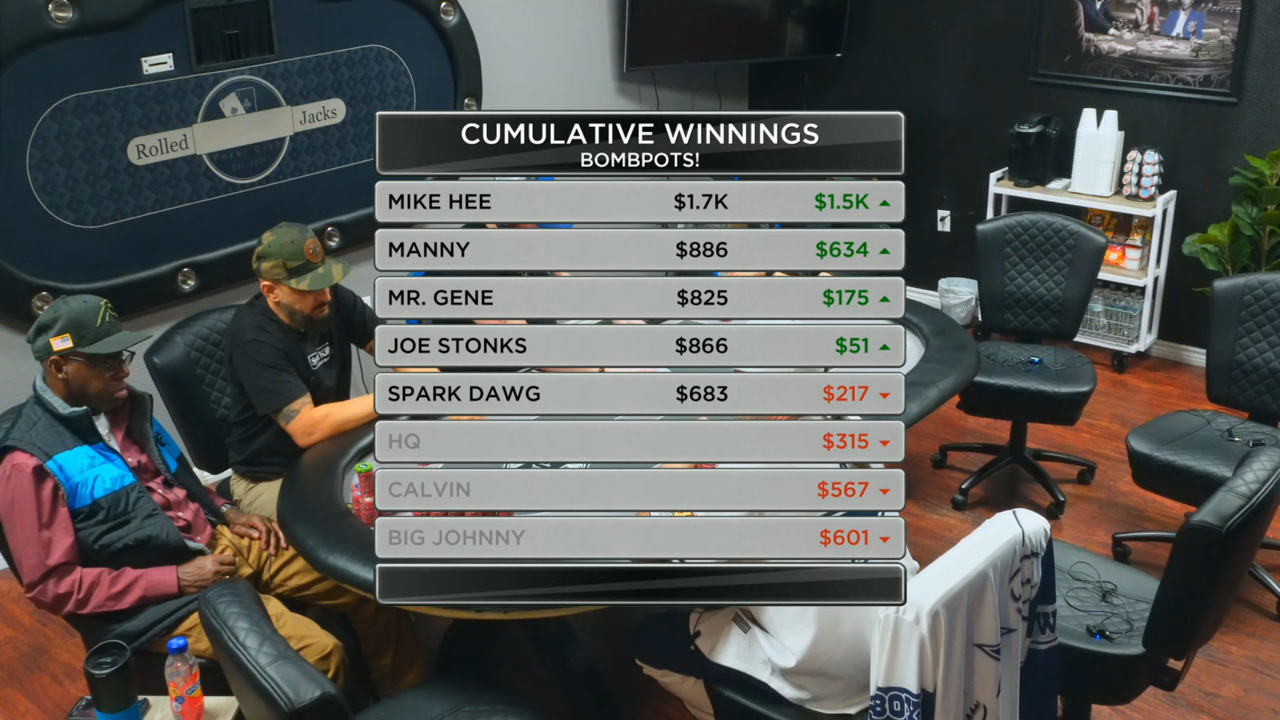 Rolled Jacks
CUMULATIVE WINNINGS
BOMBPOTS!
MIKE HEE $1.7K $1.5K
MANNY $886 $634
MR. GENE $825 $175
JOE STONKS $866 $51
SPARK DAWG $683 $217
HQ $315
CALVIN $567
BIG JOHNNY $601
BOX